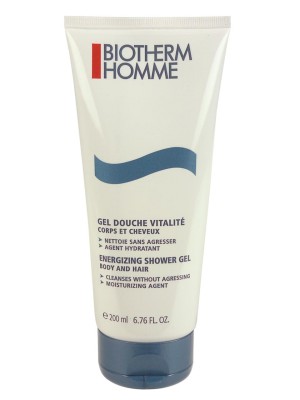 BIOTHERM
HOMME
GEL DOUCHE VITALITÉ
CORPS ET CHEVEUX
➤ NETTOIE SANS AGRESSER
➤ AGENT HYDRATANT
ENERGIZING SHOWER GEL
BODY AND HAIR
➤ CLEANSES WITHOUT AGRESSING
➤ MOISTURIZING AGENT
e 200 ml 6.76 FL. OZ.